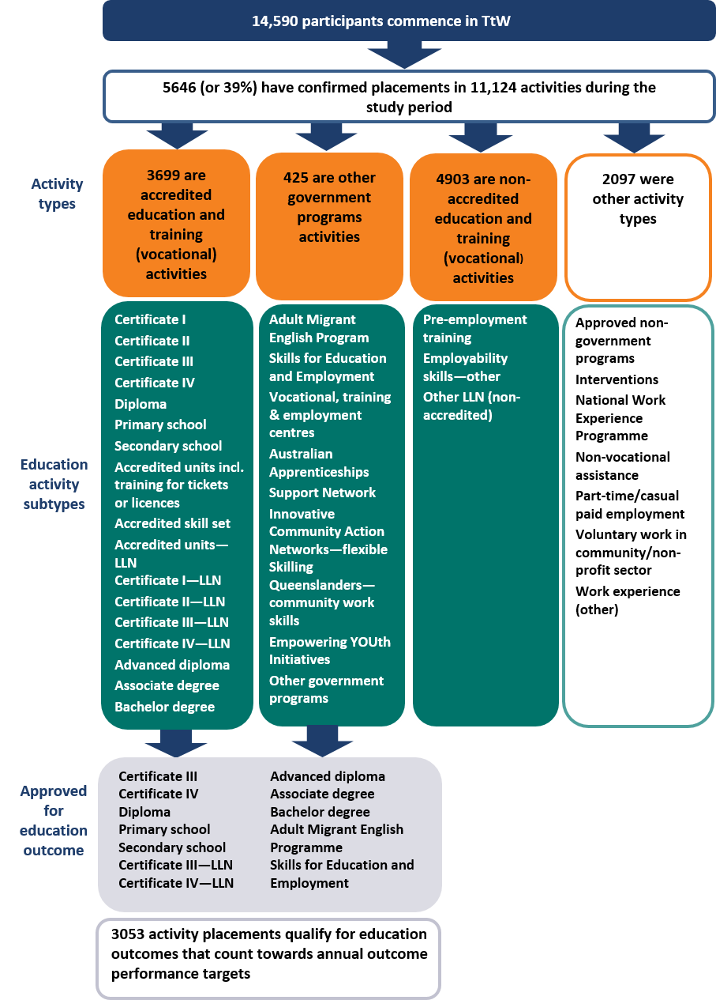 14,590 participants commence in TtW
5646 (or 39%) have confirmed placements in 11,124 activities during the
study period
Activity
types
3699 are
accredited
education and
training
(vocational)
activities
425 are other
government
programs
activities
4903 are non-
accredited
education and
training
(vocational)
activities
2097 were
other activity
types
Education
activity
subtypes
Certificate I
Certificate II
Certificate III
Certificate IV
Diploma
Primary school
Secondary school
Accredited units incl.
training for tickets
or licences
Accredited skill set
Accredited units—
LLN
Certificate I—LLN
Certificate II—LLN
Certificate III—LLN
Certificate IV—LLN
Advanced diploma
Associate degree
Bachelor degree
Adult Migrant
English Program
Skills for Education
and Employment
Vocational, training
& employment
centres
Australian
Apprenticeships
Support Network
Innovative
Community Action
Networks—flexible
Skilling
Queenslanders—
community work
skills
Empowering YOUth
Initiatives
Other government
programs
Pre-employment
training
Employability
skills—other
Other LLN (non-
accredited)
Approved non-
government
programs
Interventions
National Work
Experience
Programme
Non-vocational
assistance
Part-time/casual
paid employment
Voluntary work in
community/non-
profit sector
Work experience
(other)
Approved
for
education
outcome
Certificate III
Certificate IV
Diploma
Primary school
Secondary school
Certificate III—LLN
Certificate IV—LLN
Advanced diploma
Associate degree
Bachelor degree
Adult Migrant English
Programme
Skills for Education and
Employment
3053 activity placements qualify for education
outcomes that count towards annual outcome
performance targets